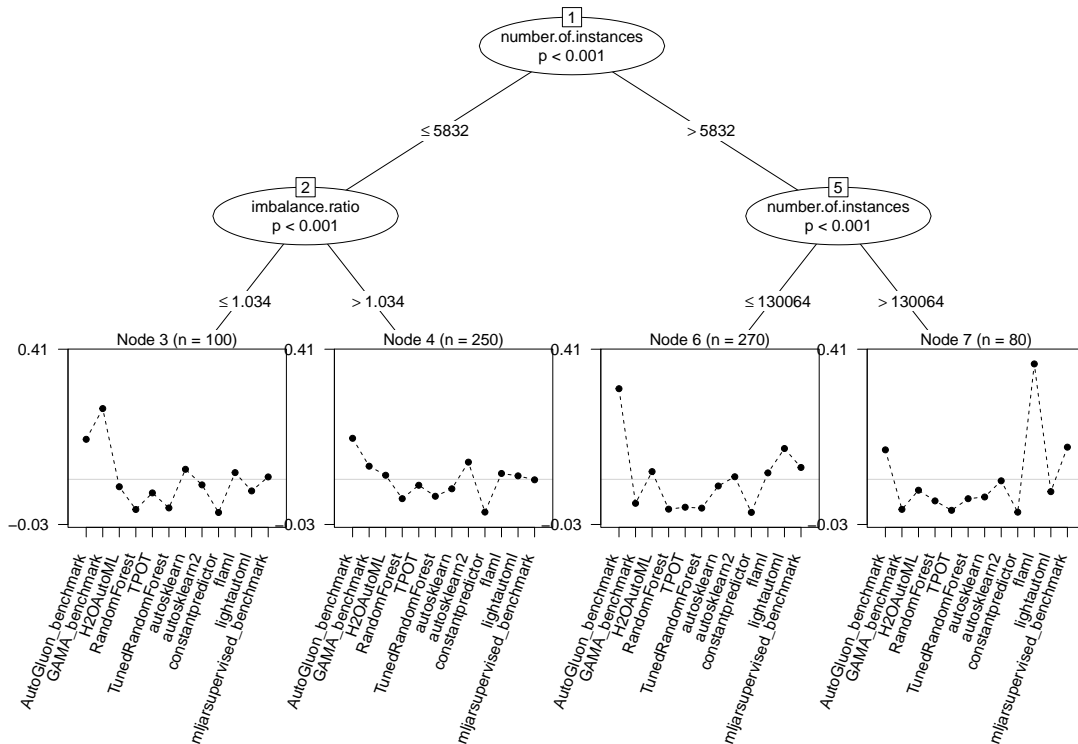 1
number.of.instances
p < 0.001
≤ 5832
> 5832
2
imbalance.ratio
p < 0.001
5
number.of.instances
p < 0.001
≤ 1.034
> 1.034
≤ 130064
> 130064
Node 3 (n = 100)
0.41
−0.03
AutoGluon_benchmark
GAMA_benchmark
H2OAutoML
RandomForest
TPOT
TunedRandomForest
autosklearn
autosklearn2
constantpredictor
flaml
lightautoml
mljarsupervised_benchmark
Node 4 (n = 250)
0.41
−0.03
AutoGluon_benchmark
GAMA_benchmark
H2OAutoML
RandomForest
TPOT
TunedRandomForest
autosklearn
autosklearn2
constantpredictor
flaml
lightautoml
mljarsupervised_benchmark
Node 6 (n = 270)
0.41
−0.03
AutoGluon_benchmark
GAMA_benchmark
H2OAutoML
RandomForest
TPOT
TunedRandomForest
autosklearn
autosklearn2
constantpredictor
flaml
lightautoml
mljarsupervised_benchmark
Node 7 (n = 80)
0.41
−0.03
AutoGluon_benchmark
GAMA_benchmark
H2OAutoML
RandomForest
TPOT
TunedRandomForest
autosklearn
autosklearn2
constantpredictor
flaml
lightautoml
mljarsupervised_benchmark